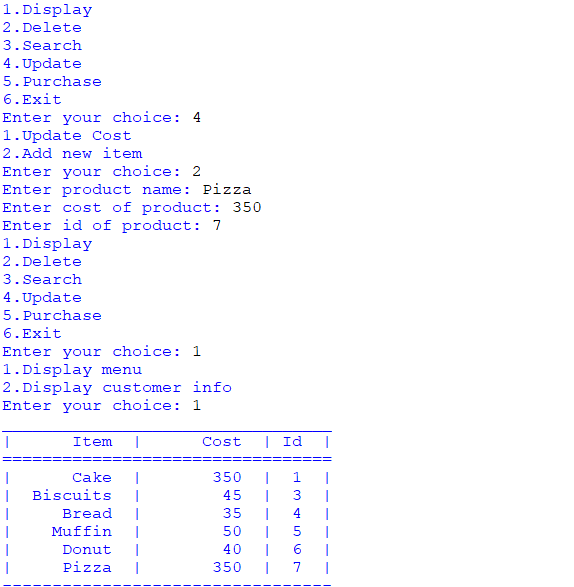 1.Display
2.Delete
3.Search
4.Update
5.Purchase
6.Exit
Enter your choice: 4
1.Update Cost
2.Add new item
Enter your choice: 2
Enter product name: Pizza
Enter cost of product: 350
Enter id of product: 7
1.Display
2.Delete
3.Search
4.Update
5.Purchase
6.Exit
Enter your choice: 1
1.Display menu
2.Display customer info
Enter your choice: 1
_________________________________
|      Item  |      Cost  | Id  |
=================================
|      Cake  |       350  |  1  |
|  Biscuits  |        45  |  3  |
|     Bread  |        35  |  4  |
|    Muffin  |        50  |  5  |
|     Donut  |        40  |  6  |
|     Pizza  |       350  |  7  |
---------------------------------